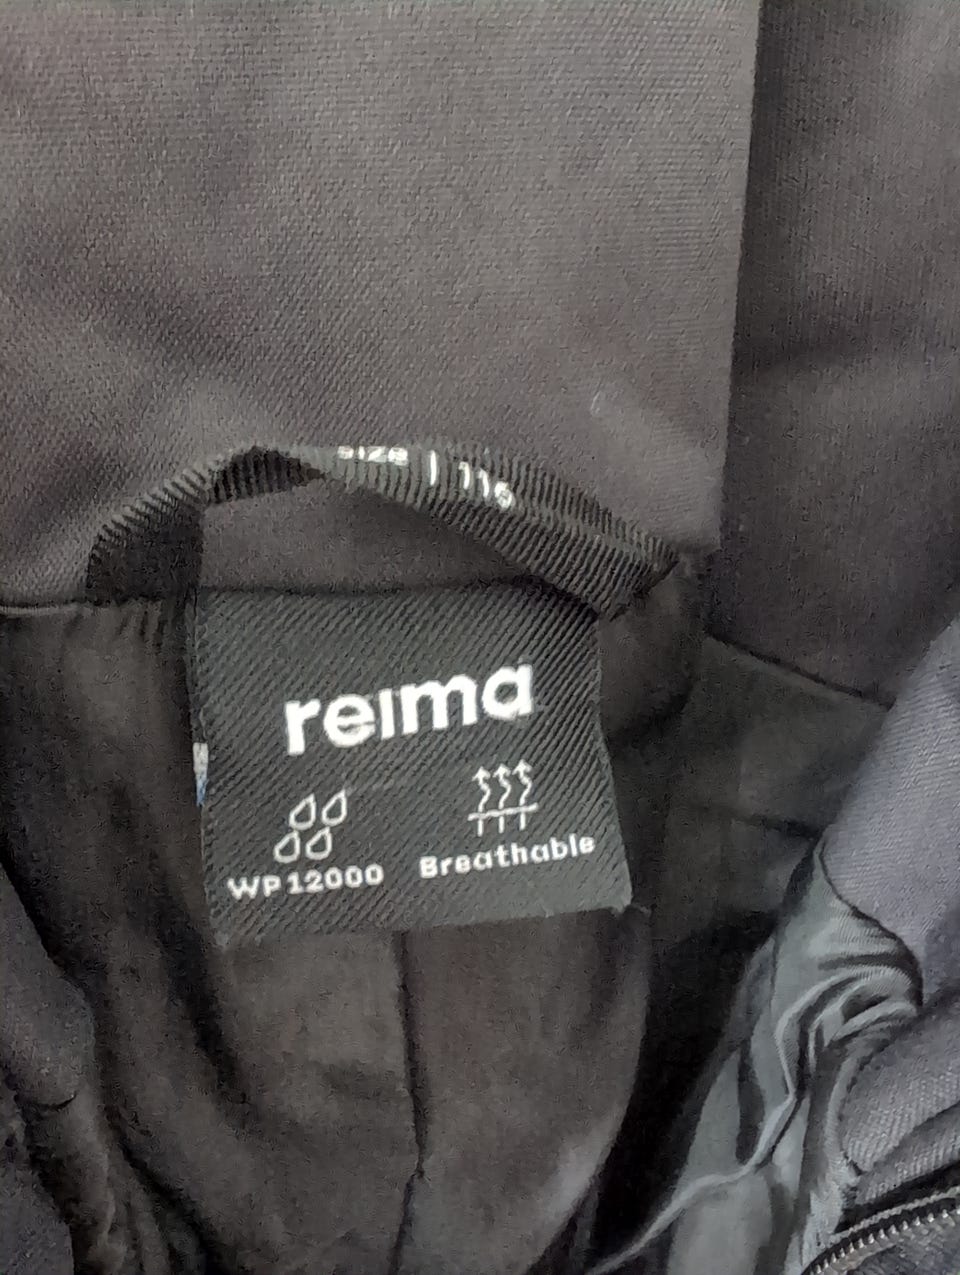 SIZE | 116
reima
WP 12000
Breathable